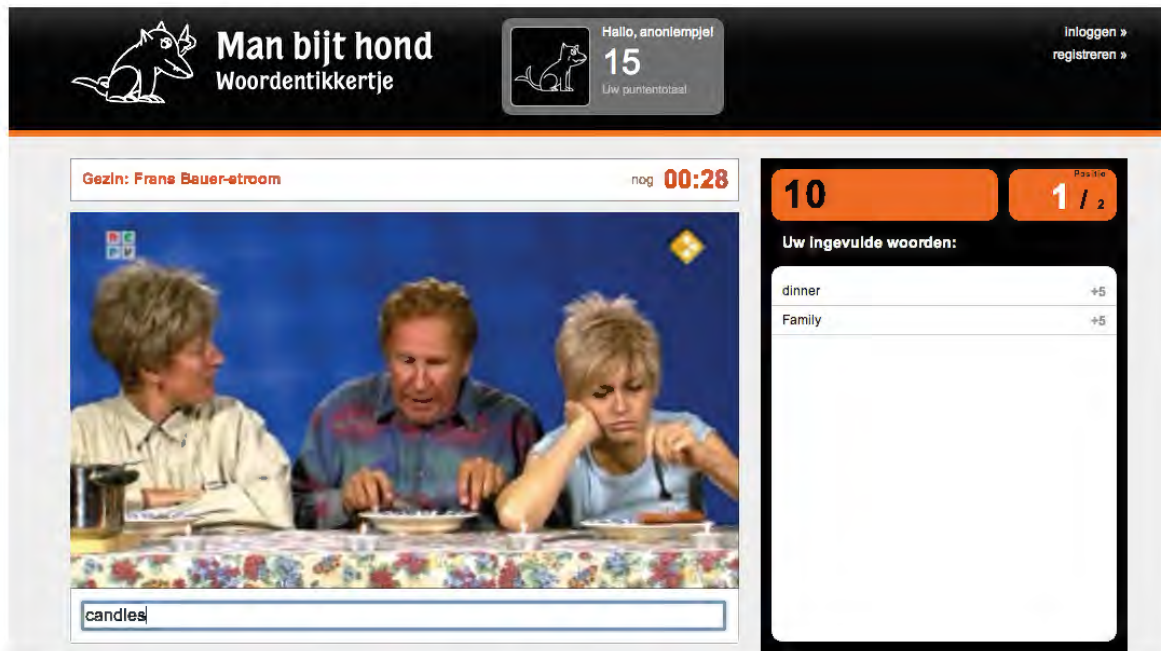 Man bijt hond
Woordentikkertje
Hallo, anoniempje!
15
Uw puntentotaal
inloggen »
registreren »
Gezin: Frans Bauer-stroom
nog 00:28
10
Positie
1 / 2
Uw ingevulde woorden:
dinner +5
Family +5
candles